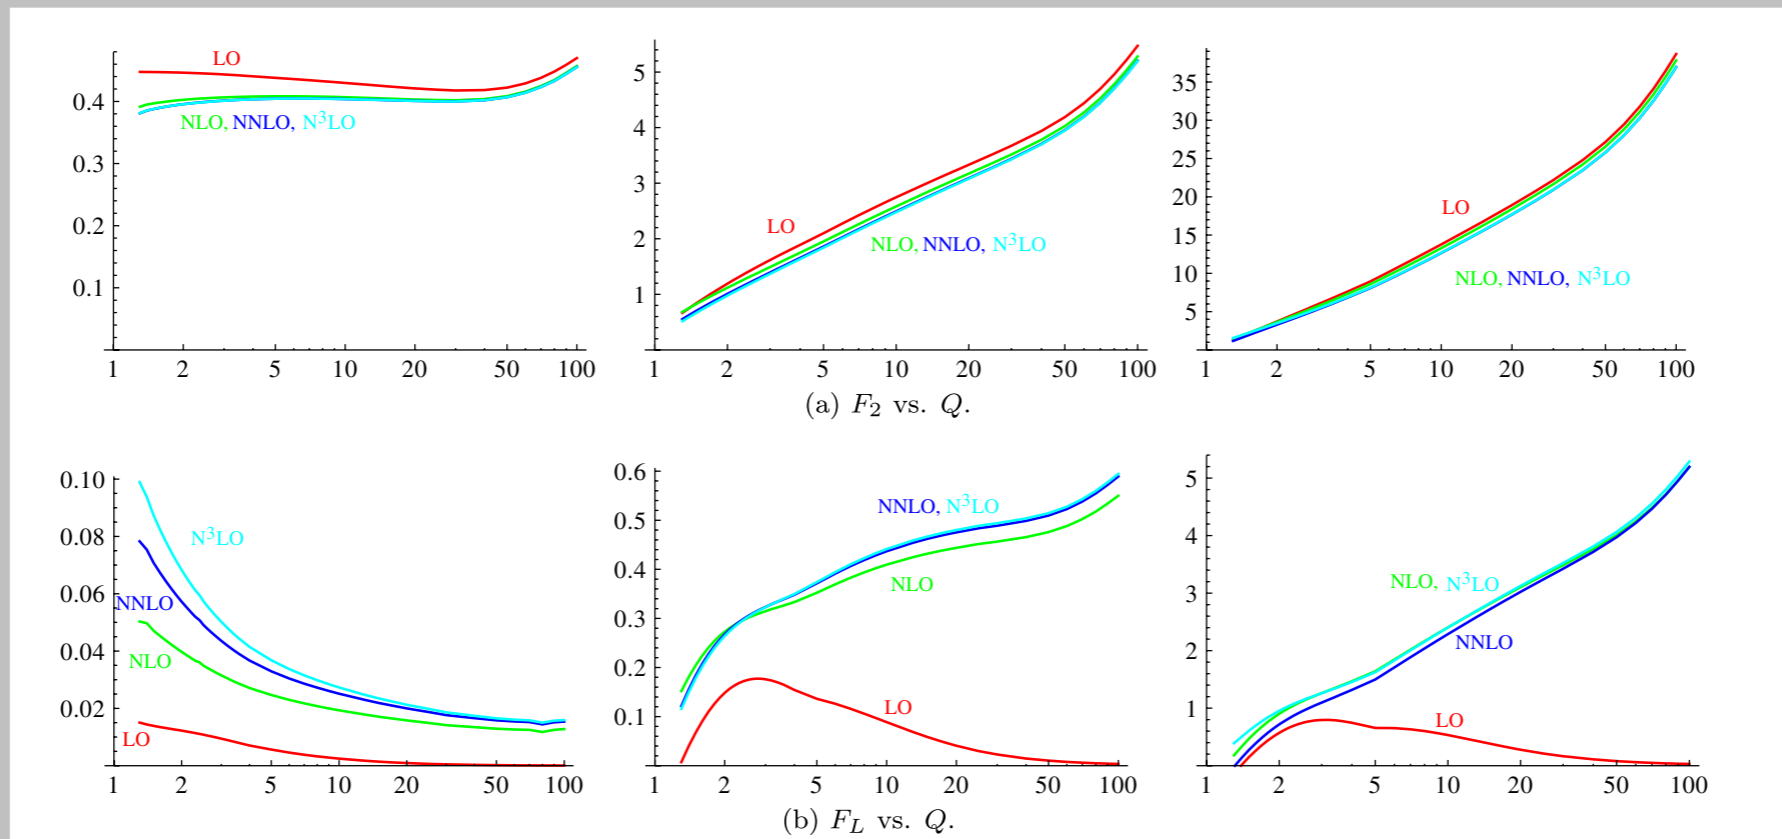 LO
0.4
NLO, NNLO, N³LO
0.3
0.2
0.1
1 2 5 10 20 50 100
5
4
3
2
1
LO
NLO, NNLO, N³LO
1 2 5 10 20 50 100
35
30
25
20
15
10
5
LO
NLO, NNLO, N³LO
1 2 5 10 20 50 100
(a) F₂ vs. Q.
0.10
0.08
0.06
0.04
0.02
N³LO
NNLO
NLO
LO
1 2 5 10 20 50 100
0.6
0.5
0.4
0.3
0.2
0.1
NNLO, N³LO
NLO
LO
1 2 5 10 20 50 100
5
4
3
2
1
NLO, N³LO
NNLO
LO
1 2 5 10 20 50 100
(b) F_L vs. Q.